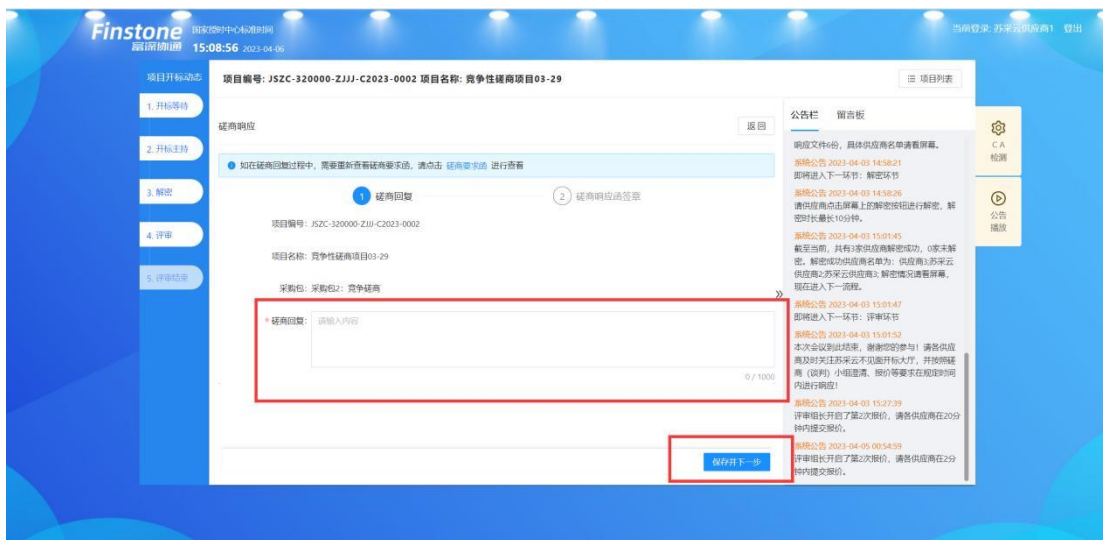 Finstone
富深协通
国家授时中心标准时间
15:08:56 2023-04-06
当前登录: 苏采云供应商1 登出
项目开标动态
1. 开标等待
2. 开标主持
3. 解密
4. 评审
5. 评审结束
项目编号: JSZC-320000-ZJJJ-C2023-0002 项目名称: 竞争性磋商项目03-29
项目列表
磋商响应
返回
如在磋商回复过程中，需要重新查看磋商要求函，请点击 磋商要求函 进行查看
1 磋商回复
2 磋商响应函签章
项目编号: JSZC-320000-ZJJJ-C2023-0002
项目名称: 竞争性磋商项目03-29
采购包: 采购包2：竞争磋商
* 磋商回复: 请输入内容
0 / 1000
保存并下一步
公告栏 留言板
响应文件6份，具体供应商名单请看屏幕。
系统公告 2023-04-03 14:58:21
即将进入下一环节：解密环节
系统公告 2023-04-03 14:58:26
请供应商点击屏幕上的解密按钮进行解密，解
密时长最长10分钟。
系统公告 2023-04-03 15:01:45
截至当前，共有3家供应商解密成功，0家未解
密。解密成功供应商名单为：供应商3;苏采云
供应商2;苏采云供应商3; 解密情况请看屏幕，
现在进入下一流程。
系统公告 2023-04-03 15:01:47
即将进入下一环节：评审环节
系统公告 2023-04-03 15:01:52
本次会议到此结束，谢谢您的参与！请各供应
商及时关注苏采云不见面开标大厅，并按照磋
商（谈判）小组澄清、报价等要求在规定时间
内进行响应！
系统公告 2023-04-03 15:27:39
评审组长开启了第2次报价，请各供应商在20分
钟内提交报价。
系统公告 2023-04-05 00:54:59
评审组长开启了第2次报价，请各供应商在2分
钟内提交报价。
CA
检测
公告
播放